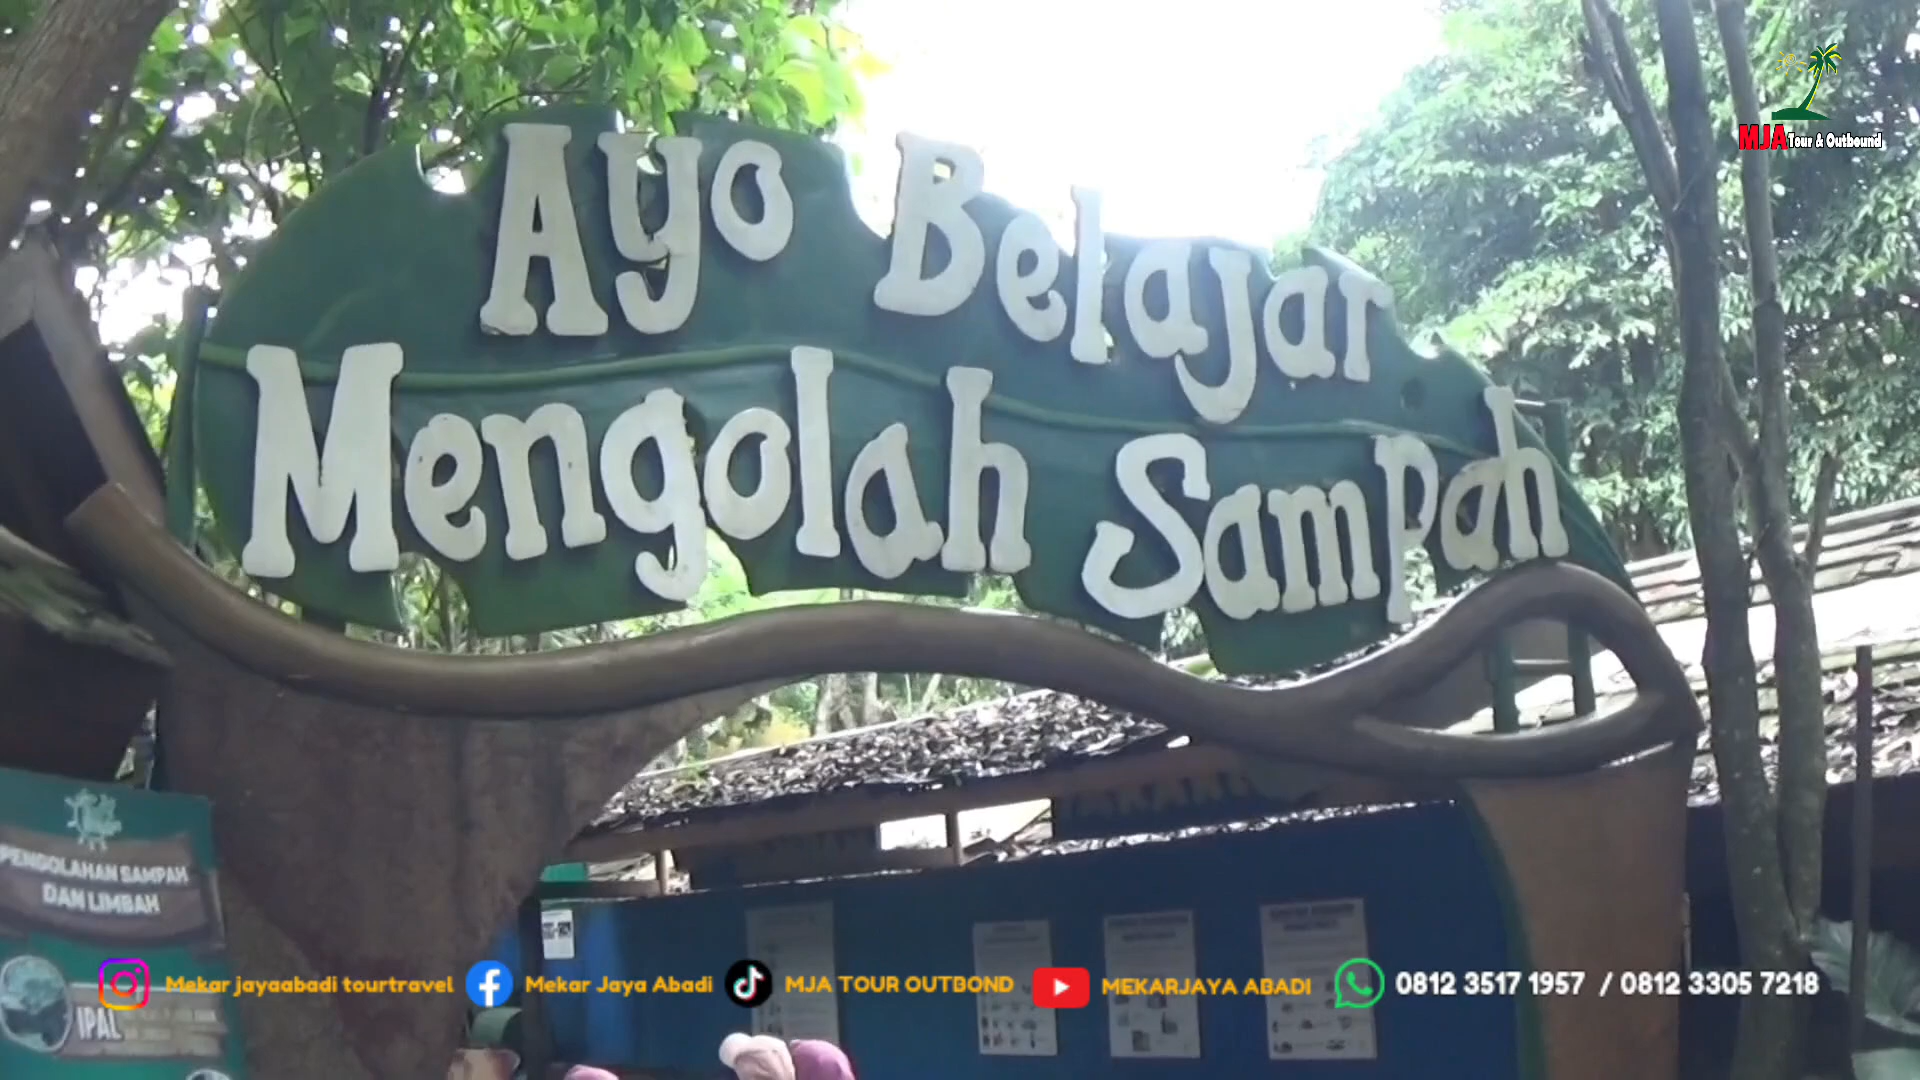 MJA Tour & Outbound
Ayo Belajar
Mengolah Sampah
PENGOLAHAN SAMPAH
DAN LIMBAH
IPAL
Mekar jayaabadi tourtravel Mekar Jaya Abadi MJA TOUR OUTBOND MEKARJAYA ABADI 0812 3517 1957 / 0812 3305 7218